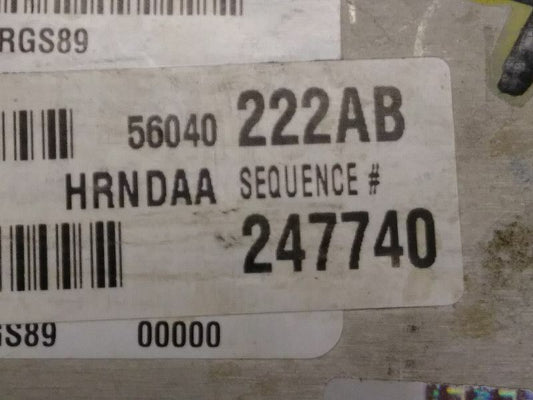 RGS89
56040 222AB
HRNDAA SEQUENCE #
247740
GS89 00000